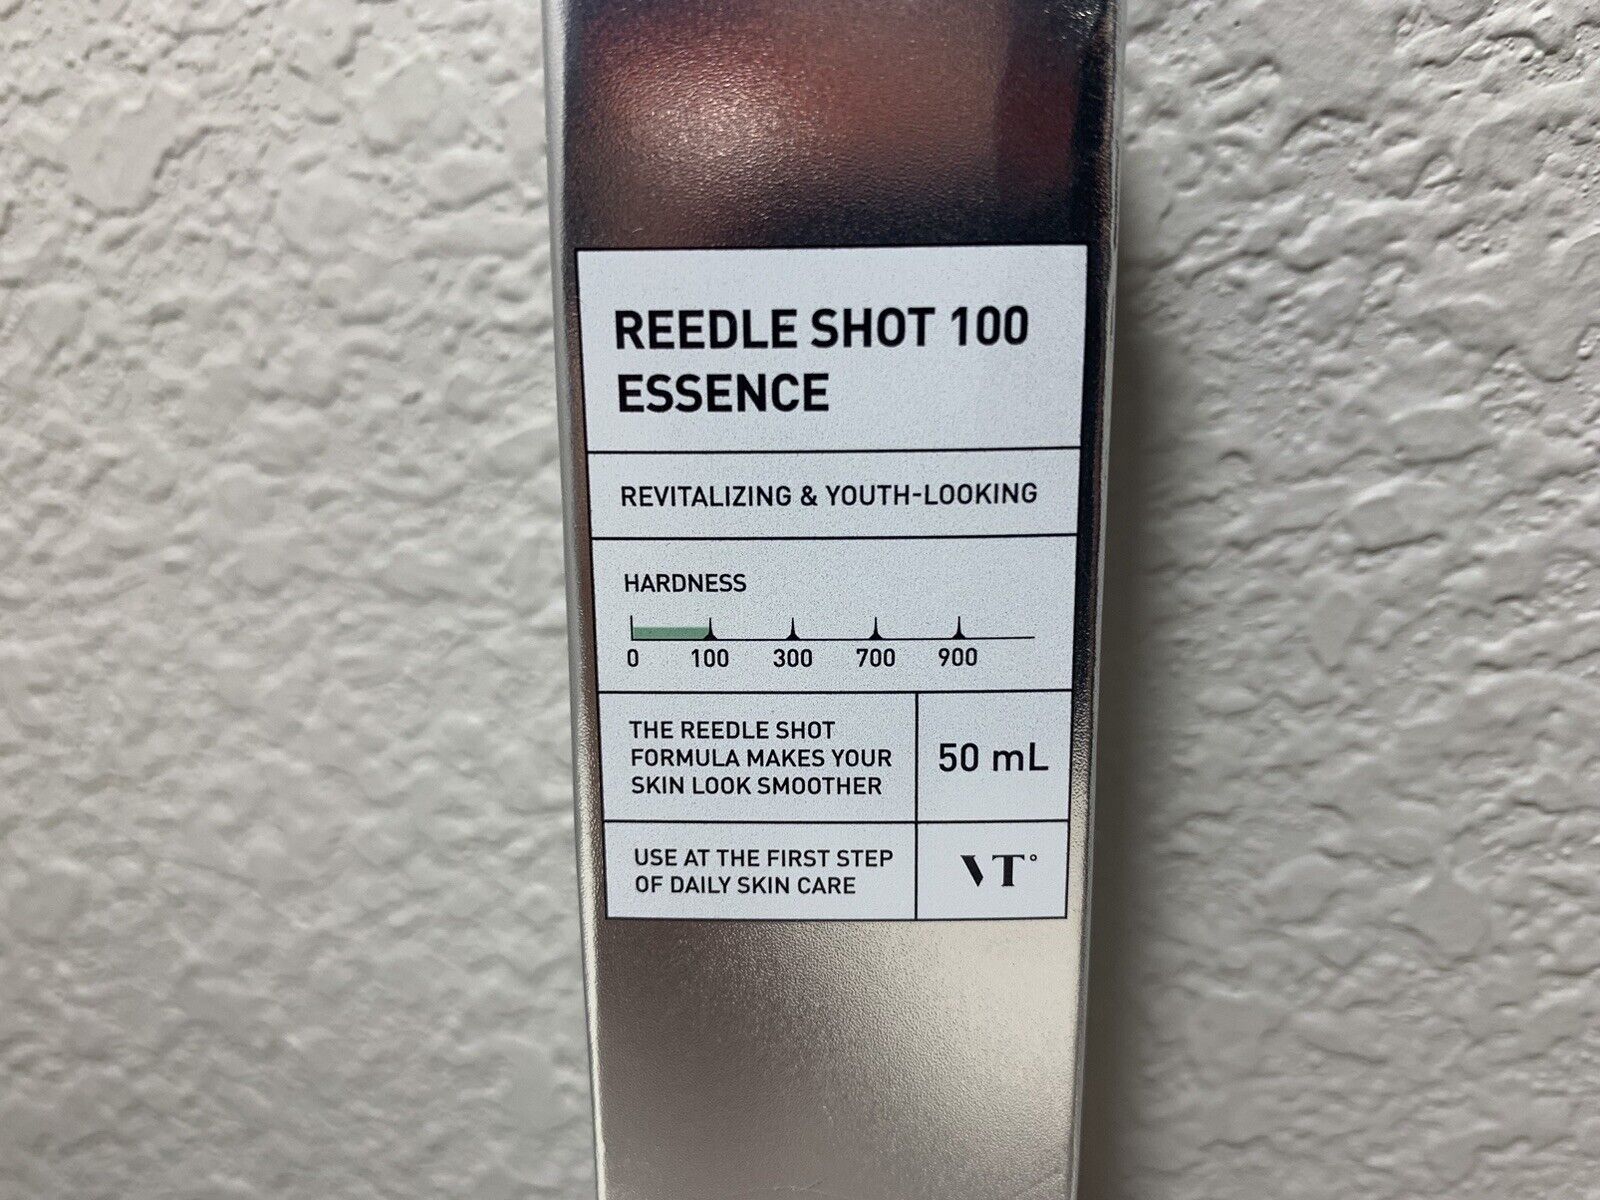 REEDLE SHOT 100
ESSENCE
REVITALIZING & YOUTH-LOOKING
HARDNESS
0 100 300 700 900
THE REEDLE SHOT
FORMULA MAKES YOUR
SKIN LOOK SMOOTHER
50 mL
USE AT THE FIRST STEP
OF DAILY SKIN CARE
VT°